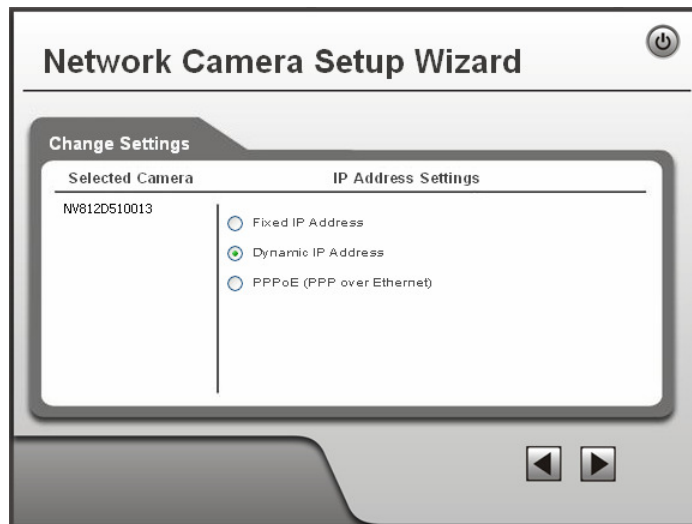 Network Camera Setup Wizard
Change Settings
Selected Camera
IP Address Settings
NV812D510013
Fixed IP Address
Dynamic IP Address
PPPoE (PPP over Ethernet)